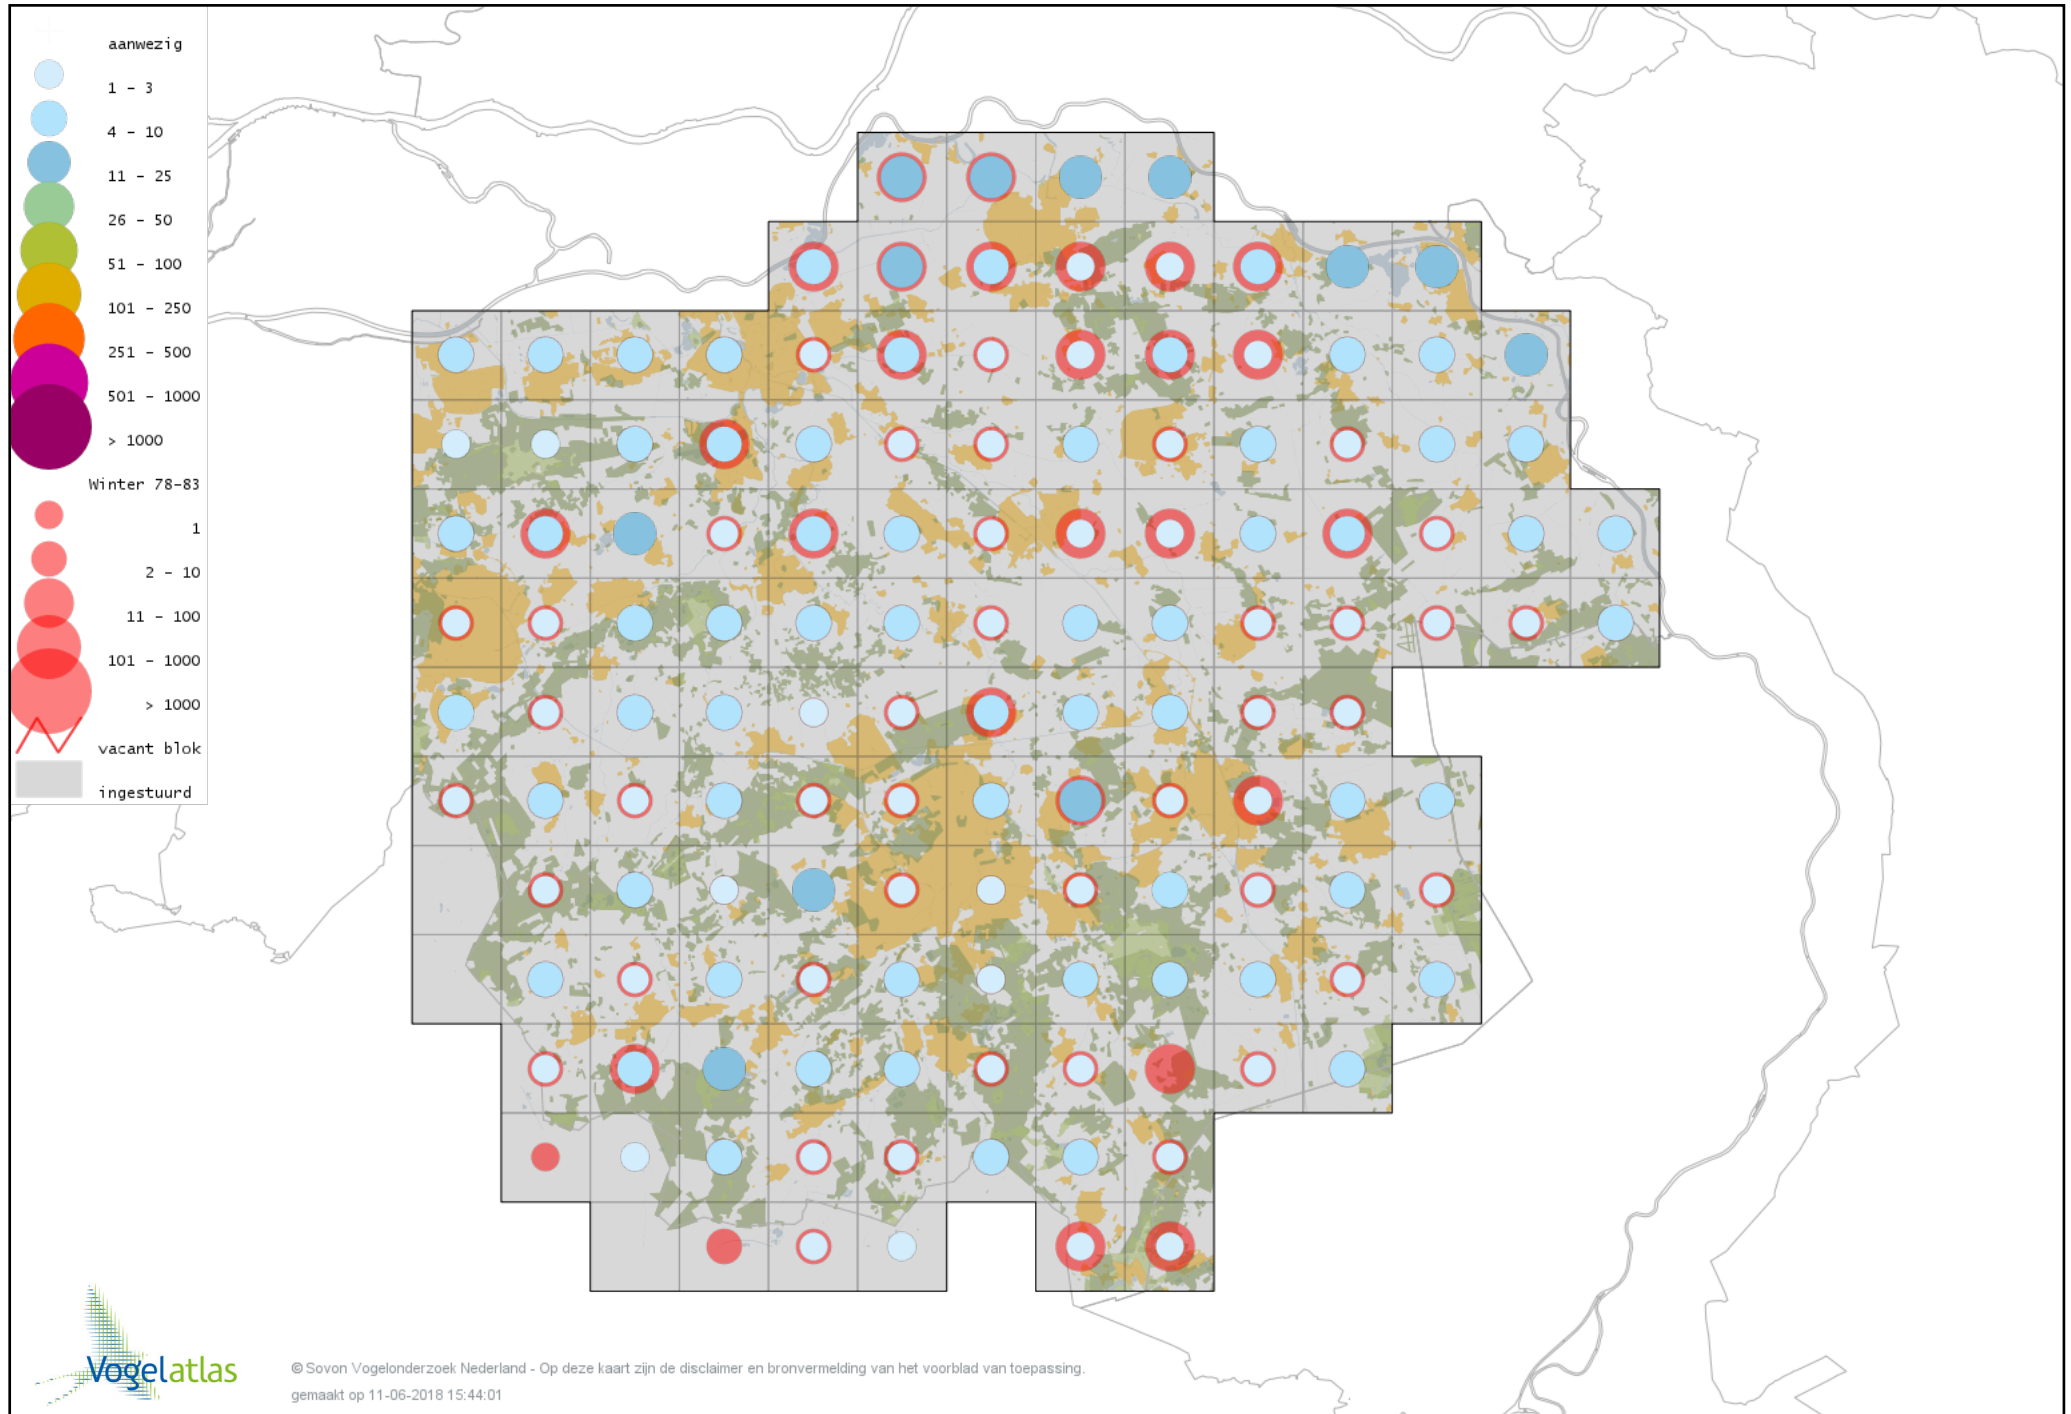 aanwezig
1 - 3
4 - 10
11 - 25
26 - 50
51 - 100
101 - 250
251 - 500
501 - 1000
> 1000
Winter 78-83
1
2 - 10
11 - 100
101 - 1000
> 1000
vacant blok
ingestuurd
Vogelatlas
© Sovon Vogelonderzoek Nederland - Op deze kaart zijn de disclaimer en bronvermelding van het voorblad van toepassing.
gemaakt op 11-06-2018 15:44:01